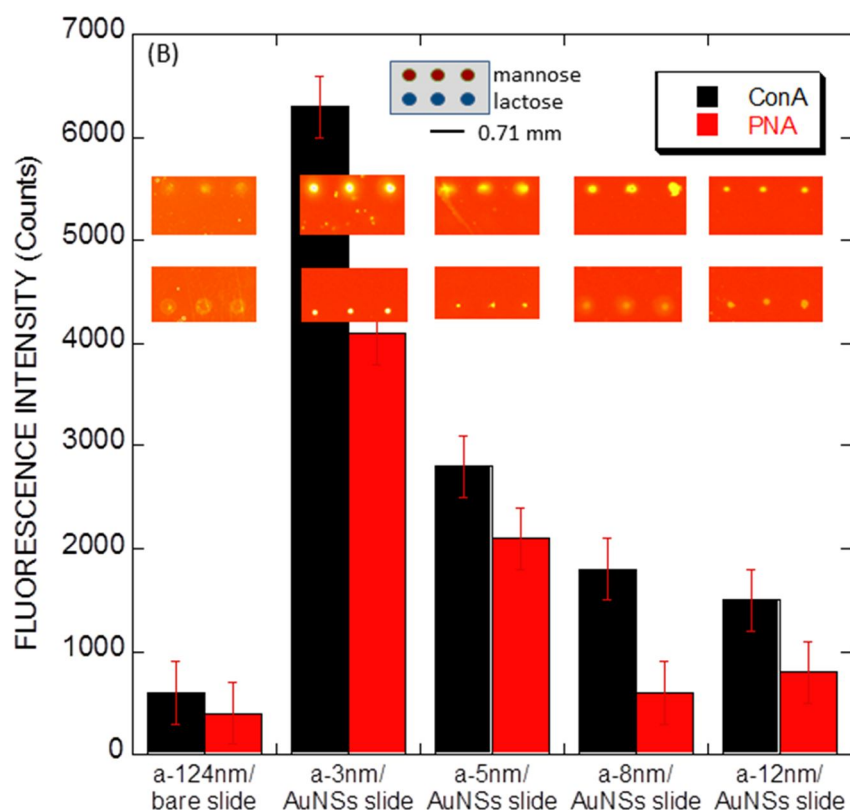 (B)
mannose
lactose
0.71 mm
ConA
PNA
FLUORESCENCE INTENSITY (Counts)
7000
6000
5000
4000
3000
2000
1000
0
a-124nm/
bare slide
a-3nm/
AuNSs slide
a-5nm/
AuNSs slide
a-8nm/
AuNSs slide
a-12nm/
AuNSs slide